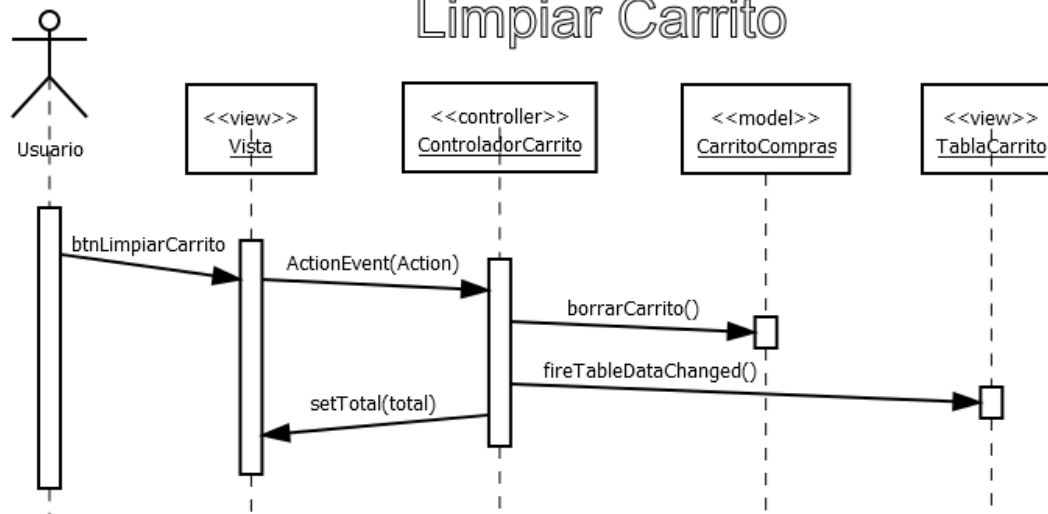 Limpiar Carrito
Usuario
<<view>>
Vista
<<controller>>
ControladorCarrito
<<model>>
CarritoCompras
<<view>>
TablaCarrito
btnLimpiarCarrito
ActionEvent(Action)
borrarCarrito()
fireTableDataChanged()
setTotal(total)